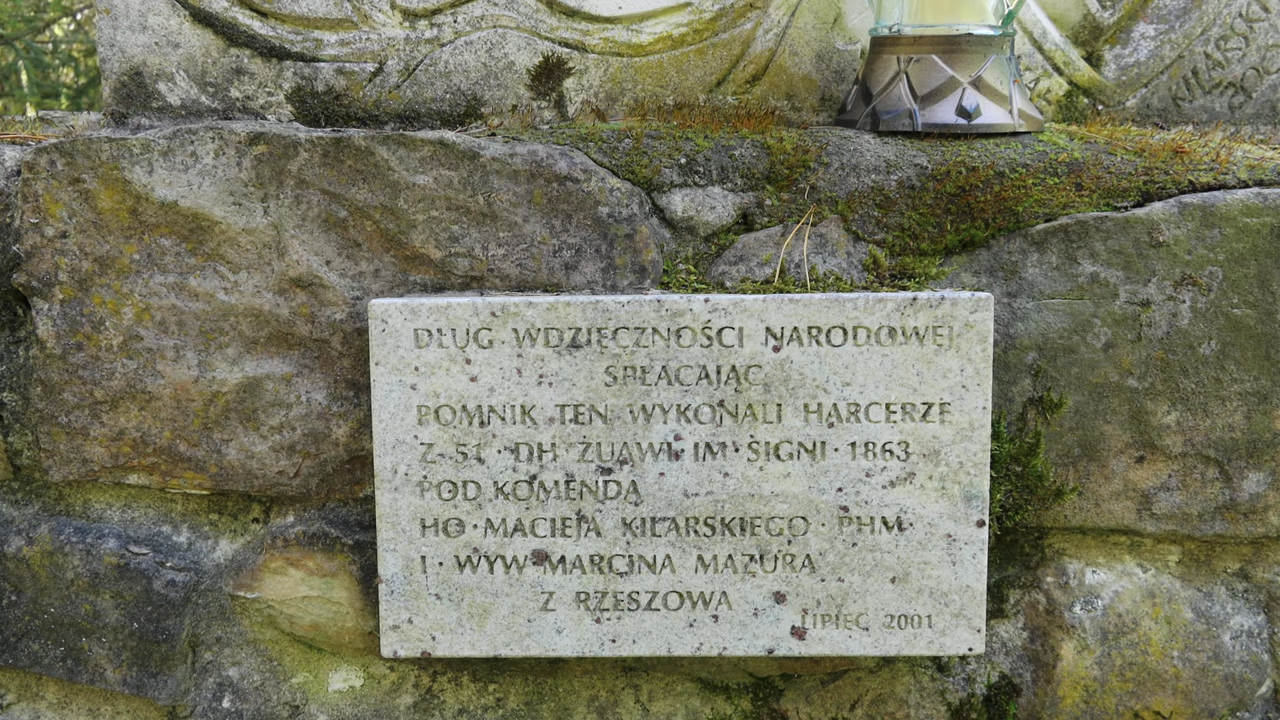 KILARSKI
DŁUG WDZIĘCZNOŚCI NARODOWEJ
SPŁACAJĄC
POMNIK TEN WYKONALI HARCERZE
Z 51 · DH ŻUAWI · IM · SIGNI · 1863
POD KOMENDĄ
HO · MACIEJA KILARSKIEGO · PHM ·
I · WYW MARCINA MAZURA
Z RZESZOWA
LIPIEC 2001